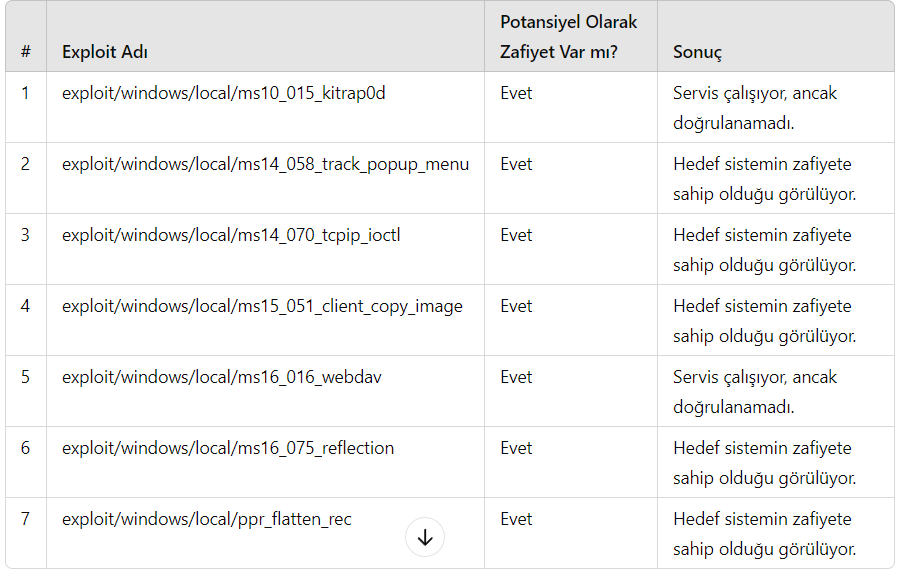 # Exploit Adı Potansiyel Olarak Zafiyet Var mı? Sonuç
1 exploit/windows/local/ms10_015_kitrap0d Evet Servis çalışıyor, ancak
doğrulanamadı.
2 exploit/windows/local/ms14_058_track_popup_menu Evet Hedef sistemin zafiyete
sahip olduğu görülüyor.
3 exploit/windows/local/ms14_070_tcpip_ioctl Evet Hedef sistemin zafiyete
sahip olduğu görülüyor.
4 exploit/windows/local/ms15_051_client_copy_image Evet Hedef sistemin zafiyete
sahip olduğu görülüyor.
5 exploit/windows/local/ms16_016_webdav Evet Servis çalışıyor, ancak
doğrulanamadı.
6 exploit/windows/local/ms16_075_reflection Evet Hedef sistemin zafiyete
sahip olduğu görülüyor.
7 exploit/windows/local/ppr_flatten_rec Evet Hedef sistemin zafiyete
sahip olduğu görülüyor.